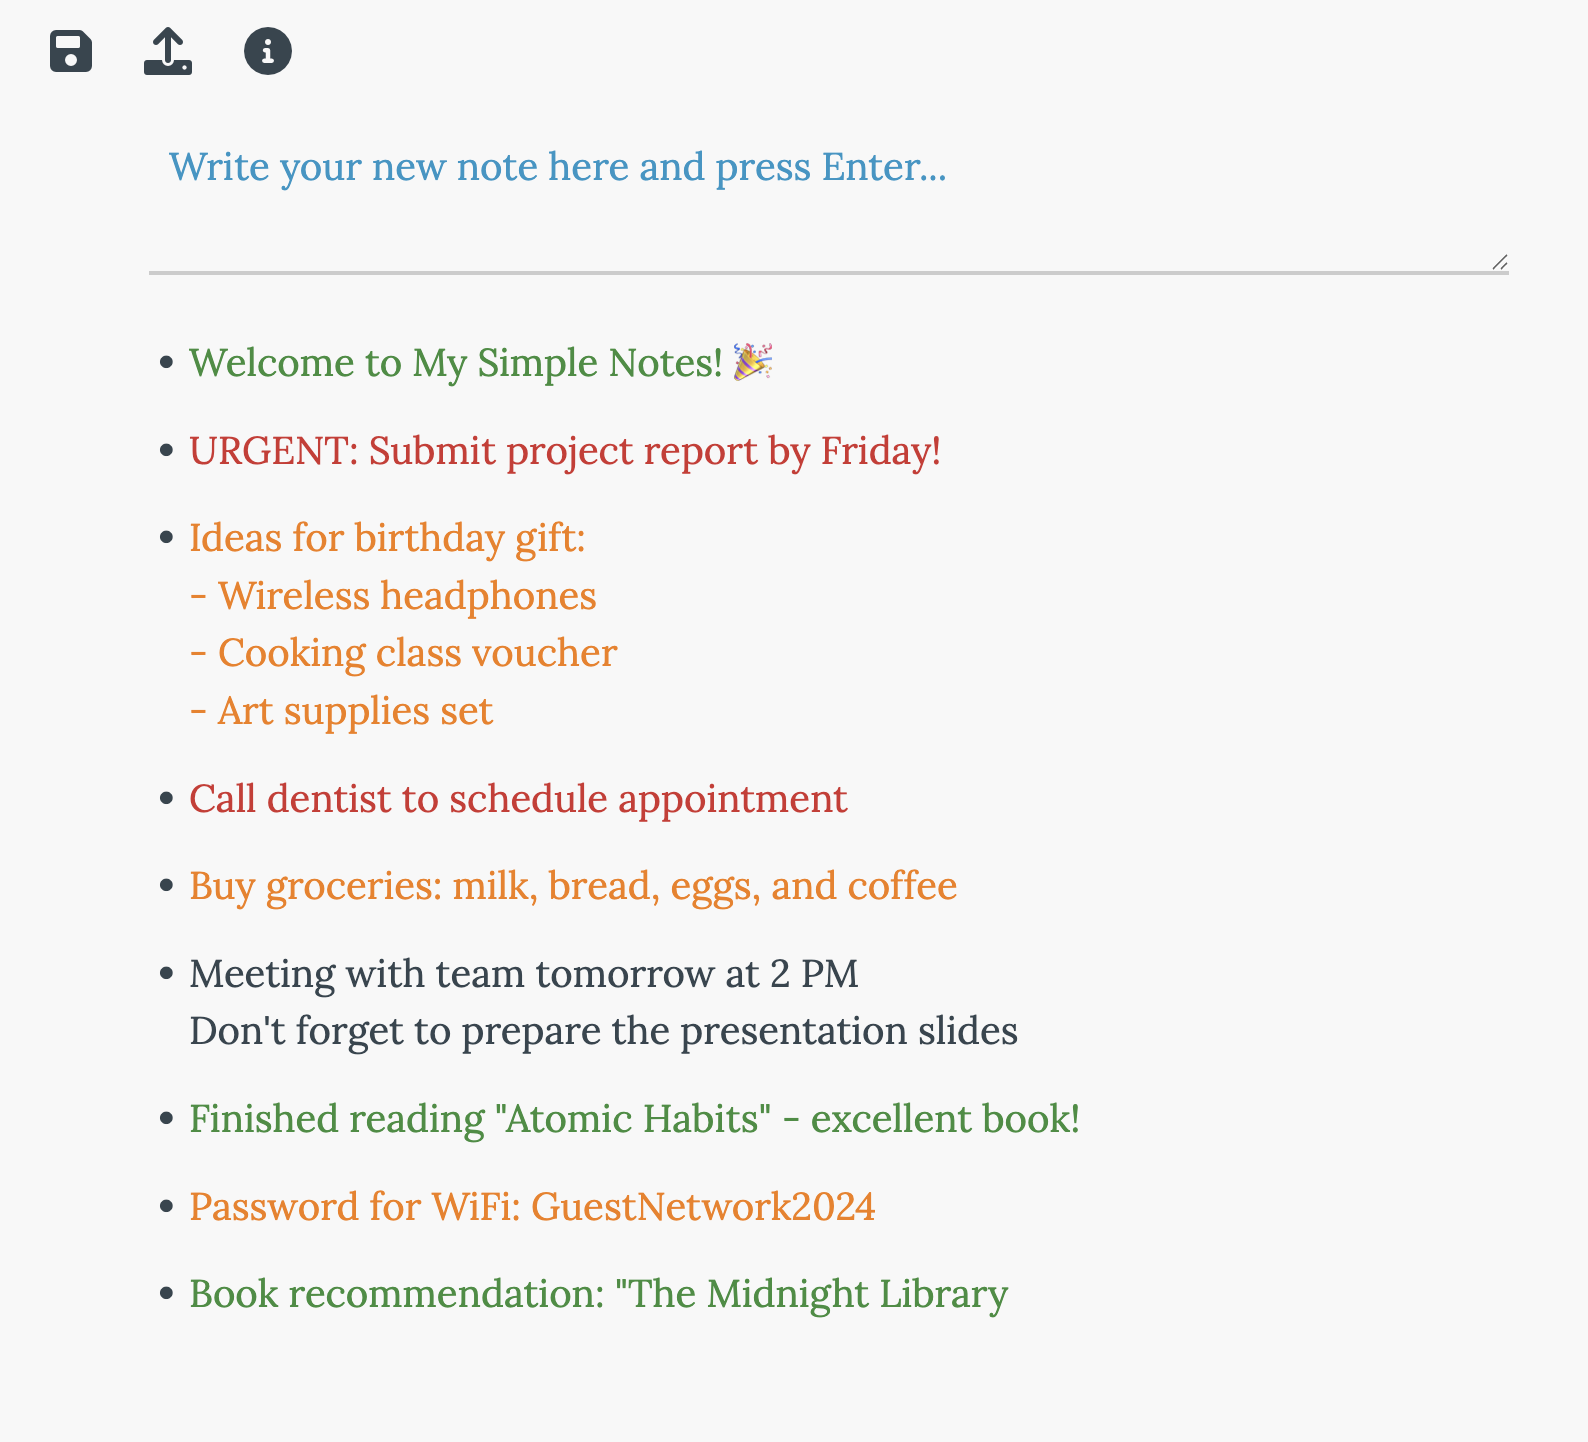 Write your new note here and press Enter...
• Welcome to My Simple Notes! 🎉
• URGENT: Submit project report by Friday!
• Ideas for birthday gift:
- Wireless headphones
- Cooking class voucher
- Art supplies set
• Call dentist to schedule appointment
• Buy groceries: milk, bread, eggs, and coffee
• Meeting with team tomorrow at 2 PM
Don't forget to prepare the presentation slides
• Finished reading "Atomic Habits" - excellent book!
• Password for WiFi: GuestNetwork2024
• Book recommendation: "The Midnight Library